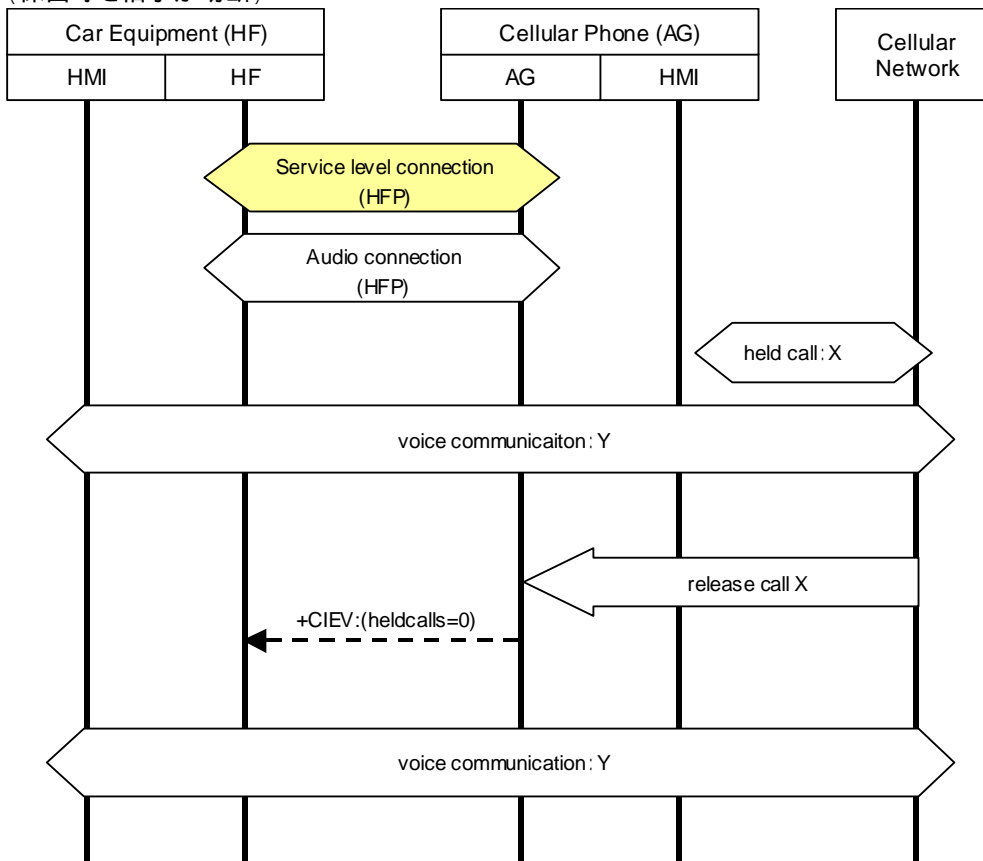 Car Equipment (HF)
Cellular Phone (AG)
Cellular
Network
HMI
HF
AG
HMI
Service level connection
(HFP)
Audio connection
(HFP)
held call: X
voice communicaiton: Y
release call X
+CIEV:(heldcalls=0)
voice communication: Y